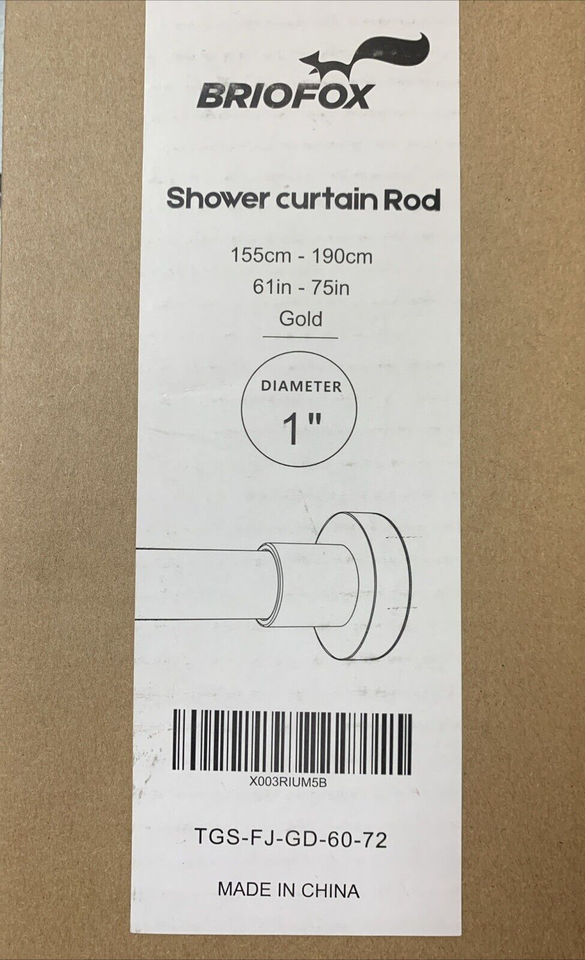 BRIOFOX
Shower curtain Rod
155cm - 190cm
61in - 75in
Gold
DIAMETER
1"
X003RIUM5B
TGS-FJ-GD-60-72
MADE IN CHINA